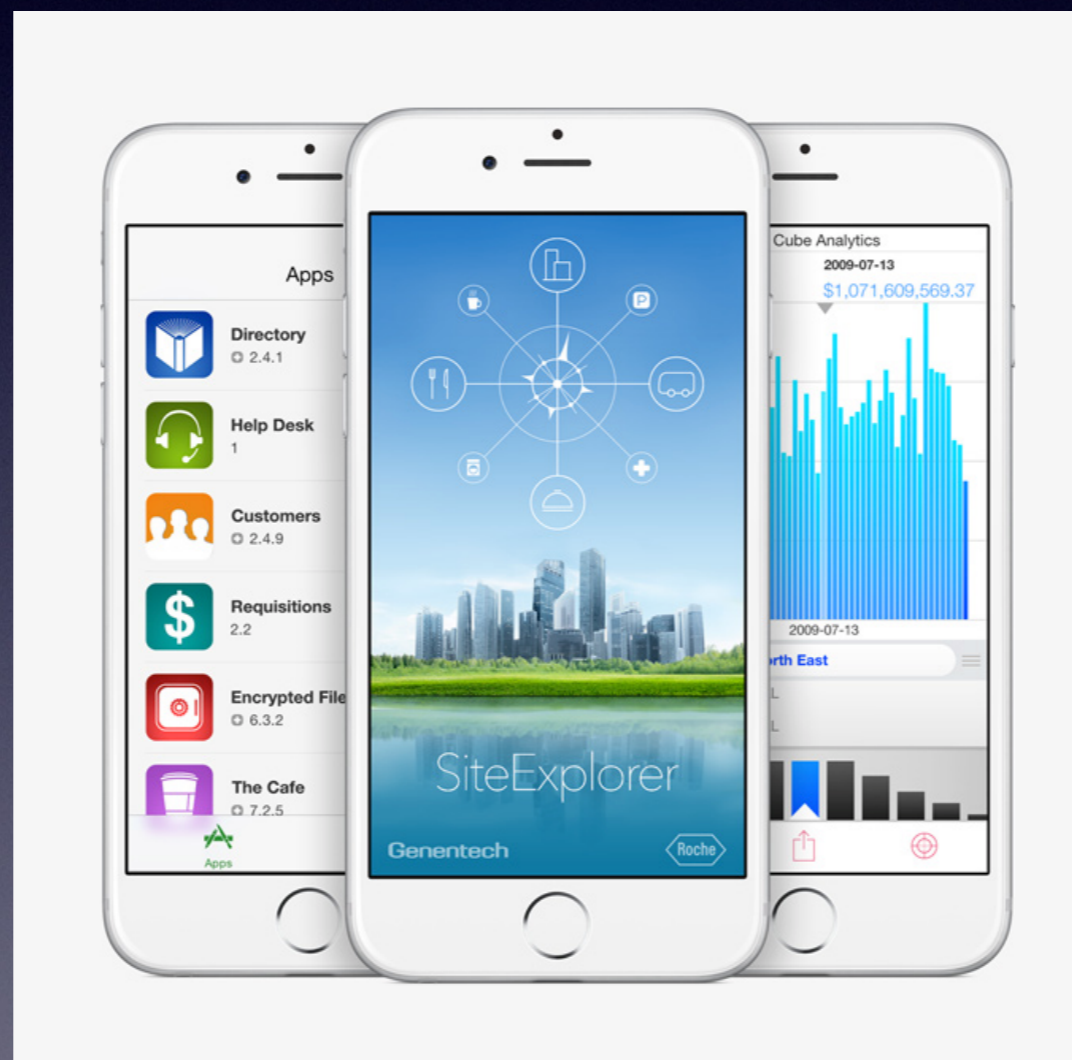 Apps
Directory
2.4.1
Help Desk
1
Customers
2.4.9
Requisitions
2.2
Encrypted File
6.3.2
The Cafe
7.2.5
Apps
P
SiteExplorer
Genentech
Roche
Cube Analytics
2009-07-13
$1,071,609,569.37
2009-07-13
rth East
L
L